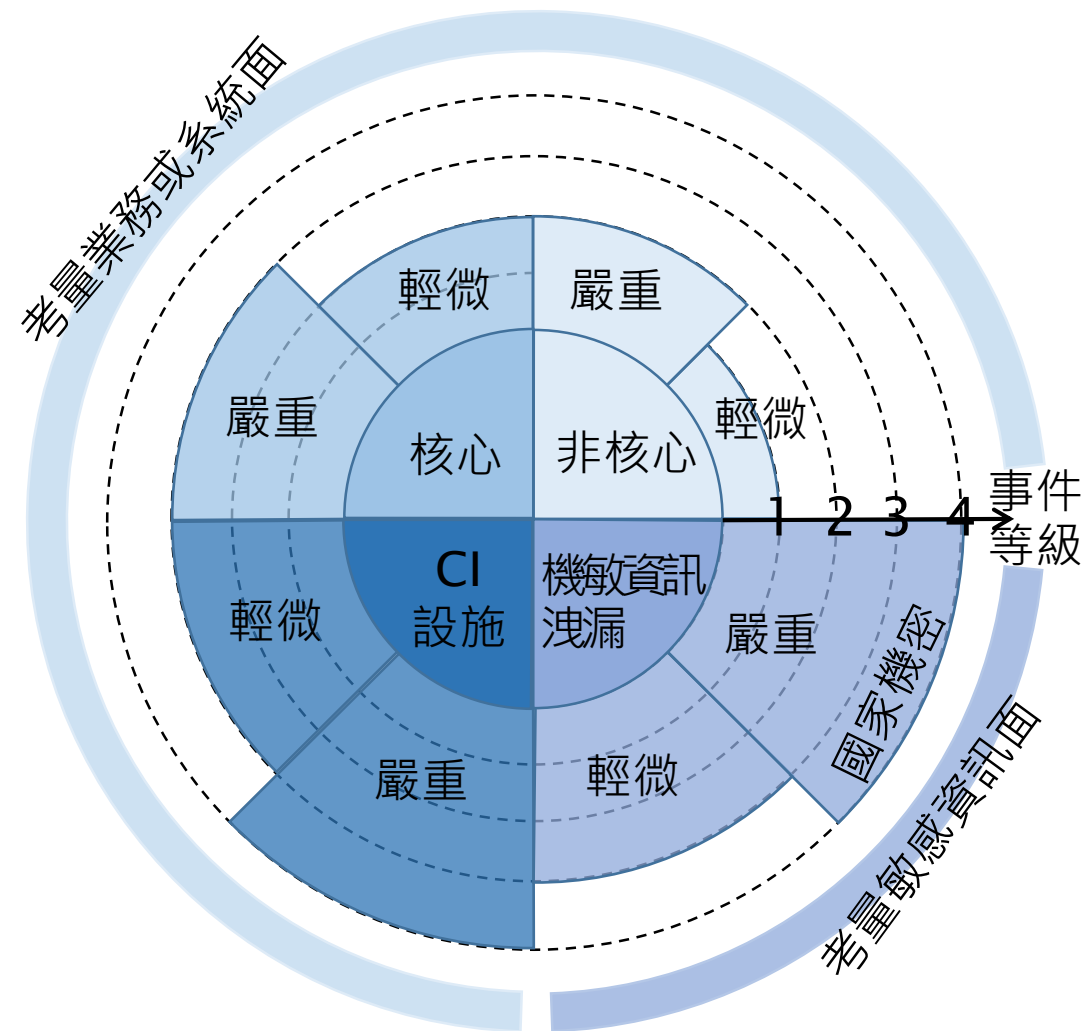 考量業務或系統面
輕微
嚴重
嚴重
輕微
核心
非核心
1 2 3 4
事件
等級
CI
設施
機敏資訊
洩漏
輕微
嚴重
國家機密
嚴重
輕微
考量敏感資訊面